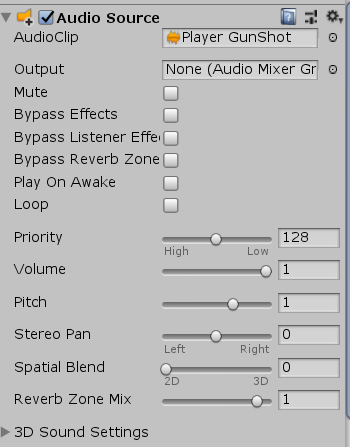 Audio Source
AudioClip Player GunShot
Output None (Audio Mixer Gr
Mute
Bypass Effects
Bypass Listener Effe
Bypass Reverb Zone
Play On Awake
Loop
Priority 128
High Low
Volume 1
Pitch 1
Stereo Pan 0
Left Right
Spatial Blend 0
2D 3D
Reverb Zone Mix 1
3D Sound Settings